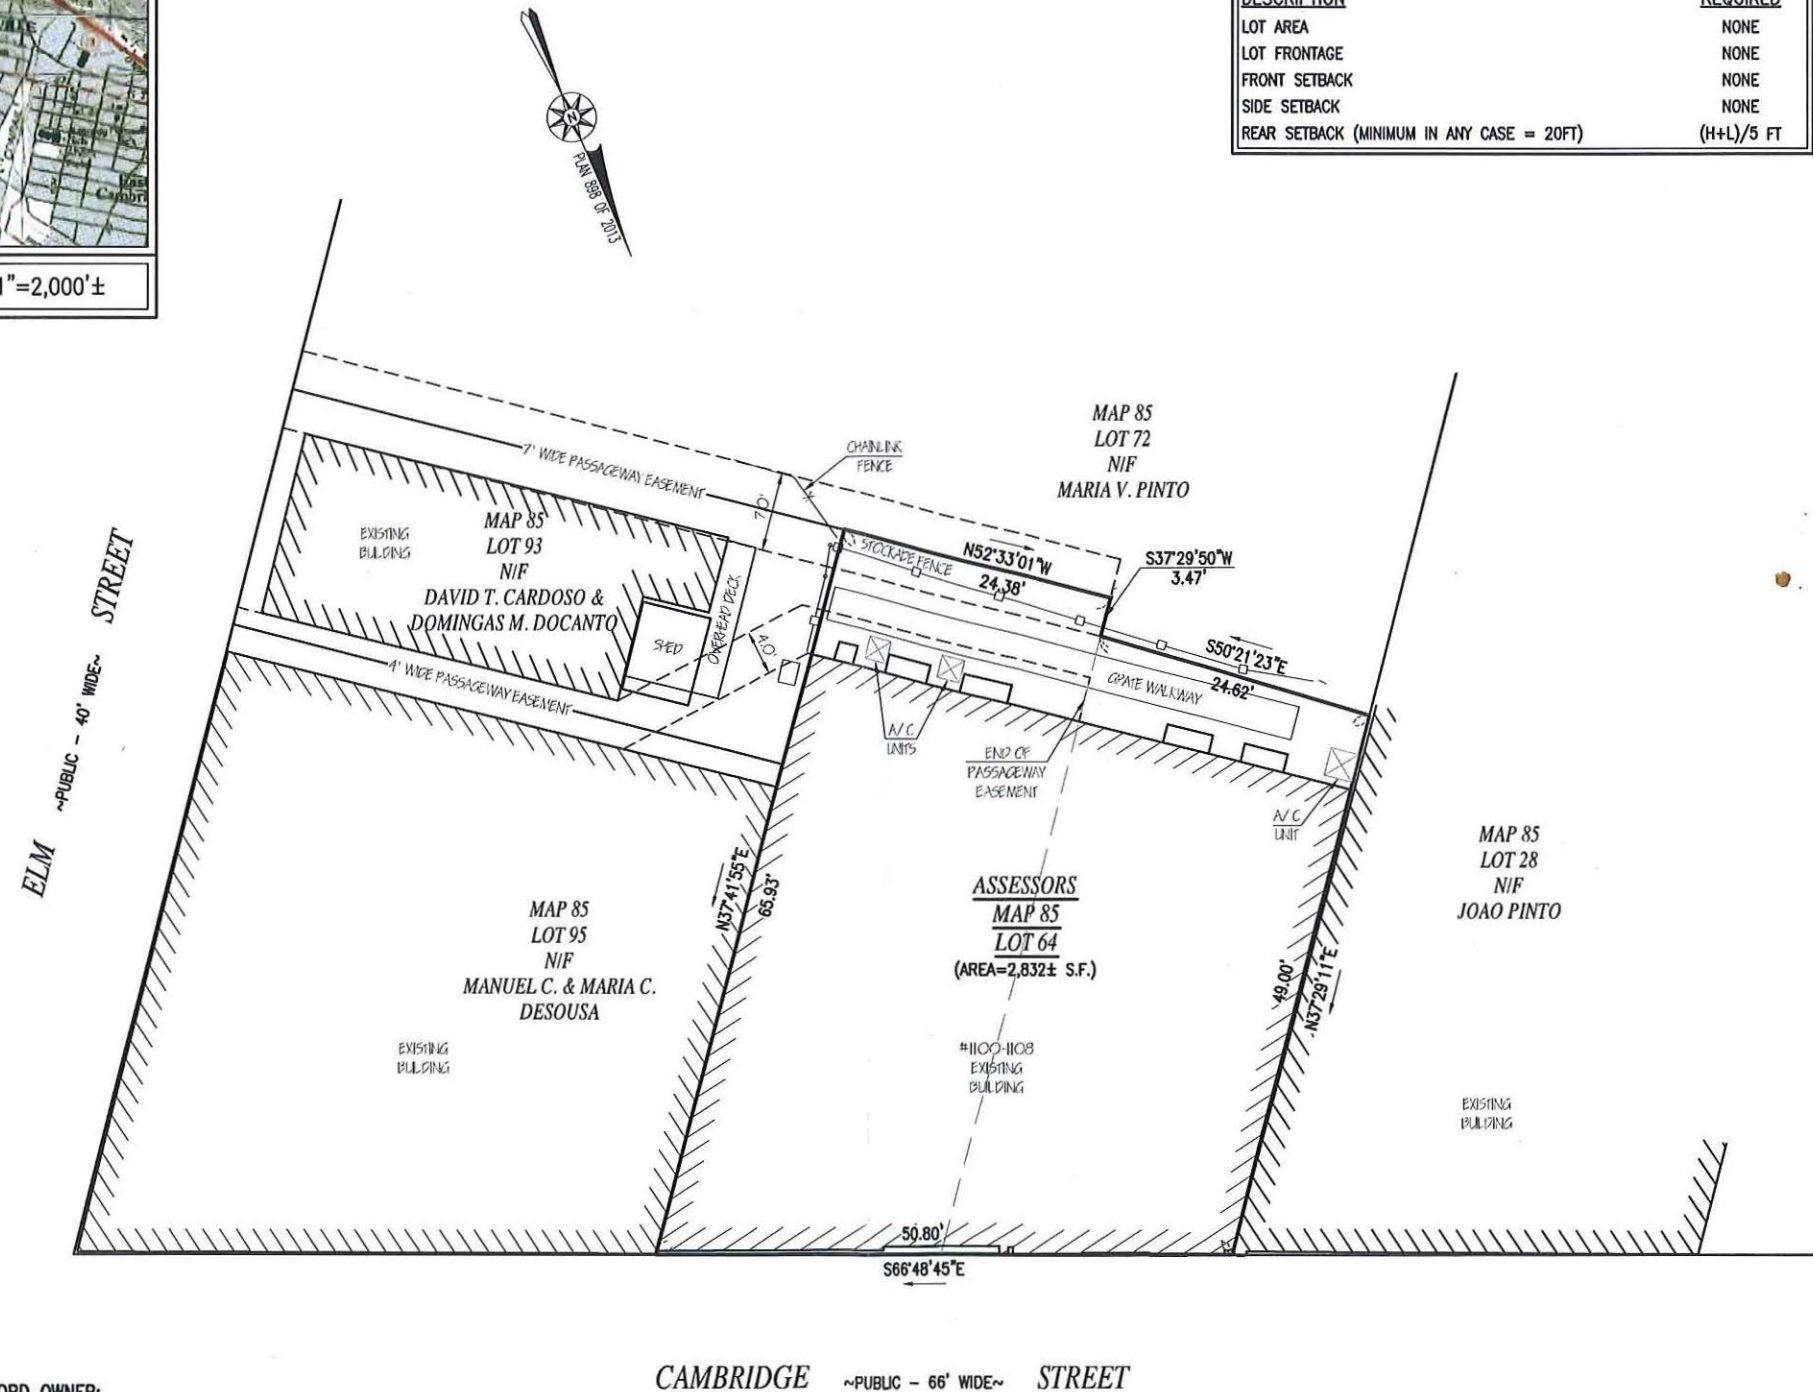 DESCRIPTION REQUIRED
LOT AREA NONE
LOT FRONTAGE NONE
FRONT SETBACK NONE
SIDE SETBACK NONE
REAR SETBACK (MINIMUM IN ANY CASE = 20FT) (H+L)/5 FT
1"=2,000'±
N
PLAN 898 OF 2013
MAP 85
LOT 72
N/F
MARIA V. PINTO
CHAINLINK
FENCE
7' WIDE PASSAGEWAY EASEMENT
7.0'
EXISTING
BUILDING
MAP 85
LOT 93
N/F
DAVID T. CARDOSO &
DOMINGAS M. DOCANTO
STOCKADE FENCE
N52°33'01"W
24.38'
S37°29'50"W
3.47'
OVERHEAD DECK
SHED
4.0'
S50°21'23"E
24.62'
4' WIDE PASSAGEWAY EASEMENT
GRATE WALKWAY
A/C
UNITS
END OF
PASSAGEWAY
EASEMENT
A/C
UNIT
ELM ~PUBLIC - 40' WIDE~ STREET
MAP 85
LOT 28
N/F
JOAO PINTO
N37°41'55"E
65.93'
ASSESSORS
MAP 85
LOT 64
(AREA=2,832± S.F.)
MAP 85
LOT 95
N/F
MANUEL C. & MARIA C.
DESOUSA
49.00'
N37°29'11"E
EXISTING
BUILDING
#1100-1108
EXISTING
BUILDING
EXISTING
BUILDING
50.80'
S66°48'45"E
CAMBRIDGE ~PUBLIC - 66' WIDE~ STREET
OWNER: